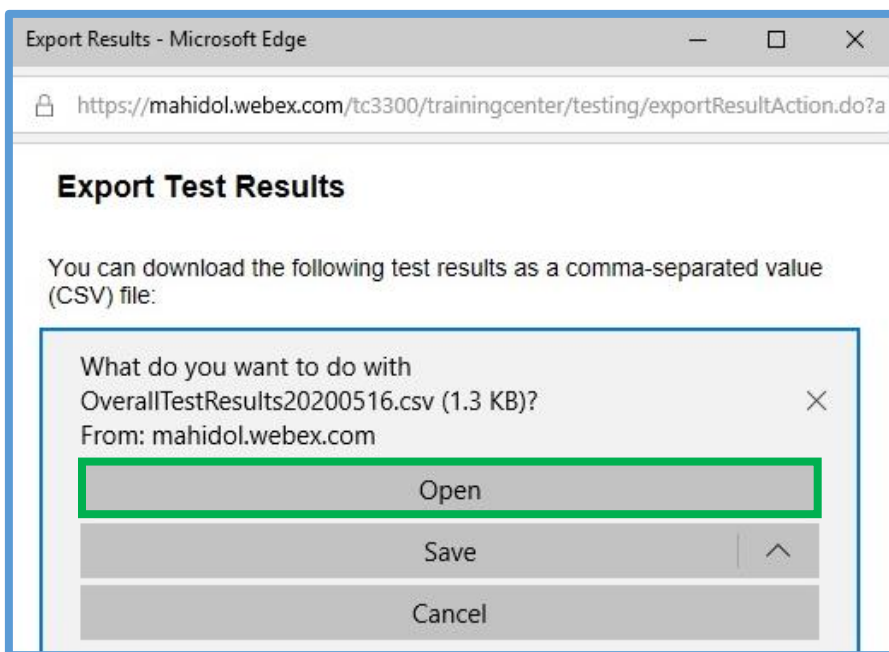 Export Results - Microsoft Edge
https://mahidol.webex.com/tc3300/trainingcenter/testing/exportResultAction.do?a
Export Test Results
You can download the following test results as a comma-separated value
(CSV) file:
What do you want to do with
OverallTestResults20200516.csv (1.3 KB)?
From: mahidol.webex.com
Open
Save
Cancel